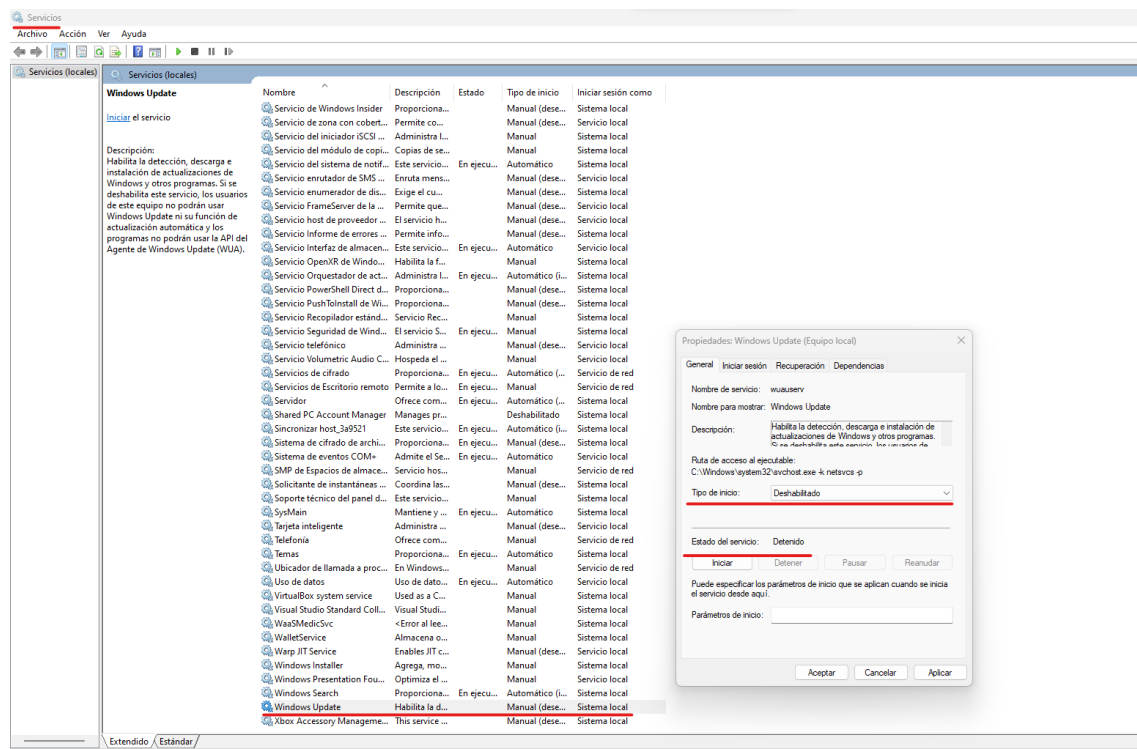 Servicios
Archivo Acción Ver Ayuda
Servicios (locales)
Servicios (locales)
Windows Update
Iniciar el servicio
Descripción:
Habilita la detección, descarga e
instalación de actualizaciones de
Windows y otros programas. Si se
deshabilita este servicio, los usuarios
de este equipo no podrán usar
Windows Update ni su función de
actualización automática y los
programas no podrán usar la API del
Agente de Windows Update (WUA).
Nombre Descripción Estado Tipo de inicio Iniciar sesión como
Servicio de Windows Insider Proporciona... Manual (dese... Sistema local
Servicio de zona con cobert... Permite co... Manual (dese... Servicio local
Servicio del iniciador iSCSI ... Administra l... Manual Sistema local
Servicio del módulo de copi... Copias de se... Manual Sistema local
Servicio del sistema de notif... Este servicio... En ejecu... Automático Sistema local
Servicio enrutador de SMS ... Enruta mens... Manual (dese... Servicio local
Servicio enumerador de dis... Exige el cu... Manual (dese... Sistema local
Servicio FrameServer de la ... Permite que... Manual (dese... Servicio local
Servicio host de proveedor ... El servicio h... Manual (dese... Servicio local
Servicio Informe de errores ... Permite info... Manual (dese... Sistema local
Servicio Interfaz de almacen... Este servicio... En ejecu... Automático Servicio local
Servicio OpenXR de Windo... Habilita la f... Manual Servicio local
Servicio Orquestador de act... Administra l... En ejecu... Automático (i... Sistema local
Servicio PowerShell Direct d... Proporciona... Manual (dese... Sistema local
Servicio PushToInstall de Wi... Proporciona... Manual (dese... Sistema local
Servicio Recopilador estánd... Servicio Rec... Manual Sistema local
Servicio Seguridad de Wind... El servicio S... En ejecu... Manual Sistema local
Servicio telefónico Administra ... Manual (dese... Servicio local
Servicio Volumetric Audio C... Hospeda el ... Manual Servicio local
Servicios de cifrado Proporciona... En ejecu... Automático (... Servicio de red
Servicios de Escritorio remoto Permite a lo... En ejecu... Manual Servicio de red
Servidor Ofrece com... En ejecu... Automático (... Sistema local
Shared PC Account Manager Manages pr... Deshabilitado Sistema local
Sincronizar host_3a9521 Este servicio... En ejecu... Automático (i... Sistema local
Sistema de cifrado de archi... Proporciona... En ejecu... Manual (dese... Sistema local
Sistema de eventos COM+ Admite el Se... En ejecu... Automático Servicio local
SMP de Espacios de almace... Servicio hos... Manual Servicio de red
Solicitante de instantáneas ... Coordina las... Manual (dese... Sistema local
Soporte técnico del panel d... Este servicio... Manual Sistema local
SysMain Mantiene y ... En ejecu... Automático Sistema local
Tarjeta inteligente Administra ... Manual (dese... Servicio local
Telefonía Ofrece com... Manual Servicio de red
Temas Proporciona... En ejecu... Automático Sistema local
Ubicador de llamada a proc... En Windows... Manual Servicio de red
Uso de datos Uso de dato... En ejecu... Automático Servicio local
VirtualBox system service Used as a C... Manual Sistema local
Visual Studio Standard Coll... Visual Studi... Manual Sistema local
WaaSMedicSvc <Error al lee... Manual Sistema local
WalletService Almacena o... Manual Sistema local
Warp JIT Service Enables JIT c... Manual (dese... Servicio local
Windows Installer Agrega, mo... Manual Sistema local
Windows Presentation Fou... Optimiza el ... Manual Servicio local
Windows Search Proporciona... En ejecu... Automático (i... Sistema local
Windows Update Habilita la d... Manual (dese... Sistema local
Xbox Accessory Manageme... This service ... Manual (dese... Sistema local
Extendido Estándar
Propiedades: Windows Update (Equipo local)
General Iniciar sesión Recuperación Dependencias
Nombre de servicio: wuauserv
Nombre para mostrar: Windows Update
Descripción: Habilita la detección, descarga e instalación de
actualizaciones de Windows y otros programas.
Si se deshabilita este servicio, los usuarios de
Ruta de acceso al ejecutable:
C:\Windows\system32\svchost.exe -k netsvcs -p
Tipo de inicio: Deshabilitado
Estado del servicio: Detenido
Iniciar Detener Pausar Reanudar
Puede especificar los parámetros de inicio que se aplican cuando se inicia
el servicio desde aquí.
Parámetros de inicio:
Aceptar Cancelar Aplicar